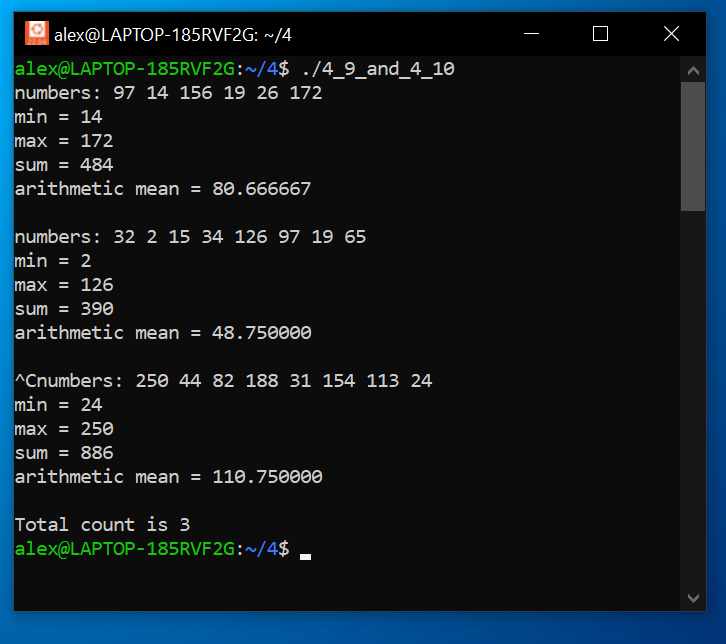 alex@LAPTOP-185RVF2G: ~/4
alex@LAPTOP-185RVF2G:~/4$ ./4_9_and_4_10
numbers: 97 14 156 19 26 172
min = 14
max = 172
sum = 484
arithmetic mean = 80.666667
numbers: 32 2 15 34 126 97 19 65
min = 2
max = 126
sum = 390
arithmetic mean = 48.750000
^Cnumbers: 250 44 82 188 31 154 113 24
min = 24
max = 250
sum = 886
arithmetic mean = 110.750000
Total count is 3
alex@LAPTOP-185RVF2G:~/4$